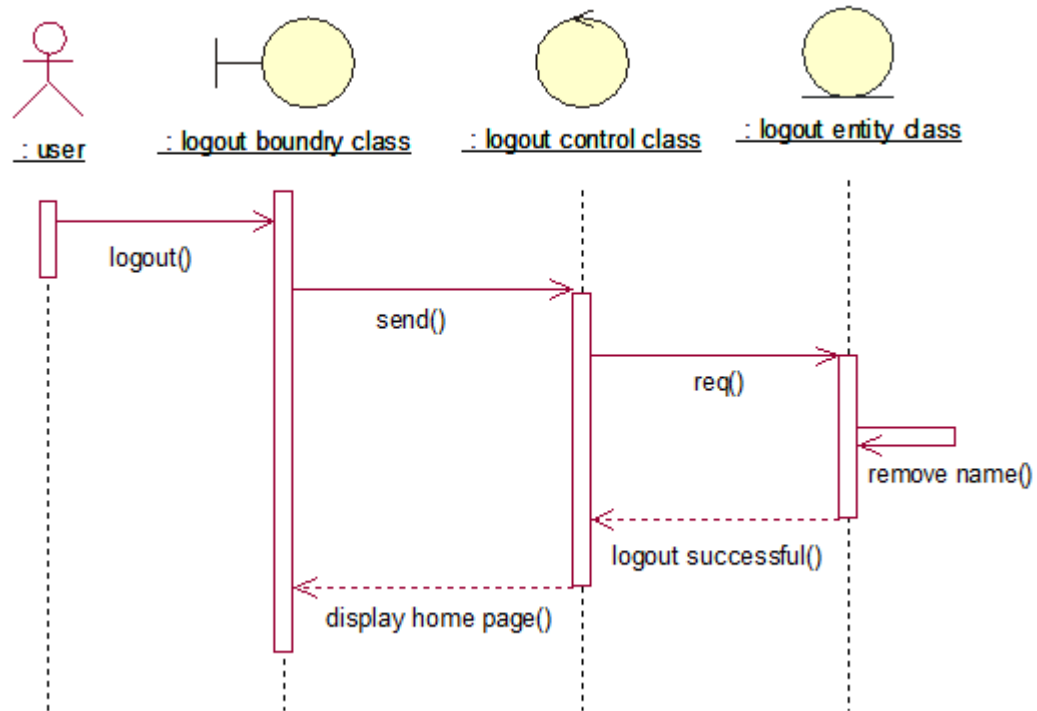 : user
: logout boundry class
: logout control class
: logout entity class
logout()
send()
req()
remove name()
logout successful()
display home page()